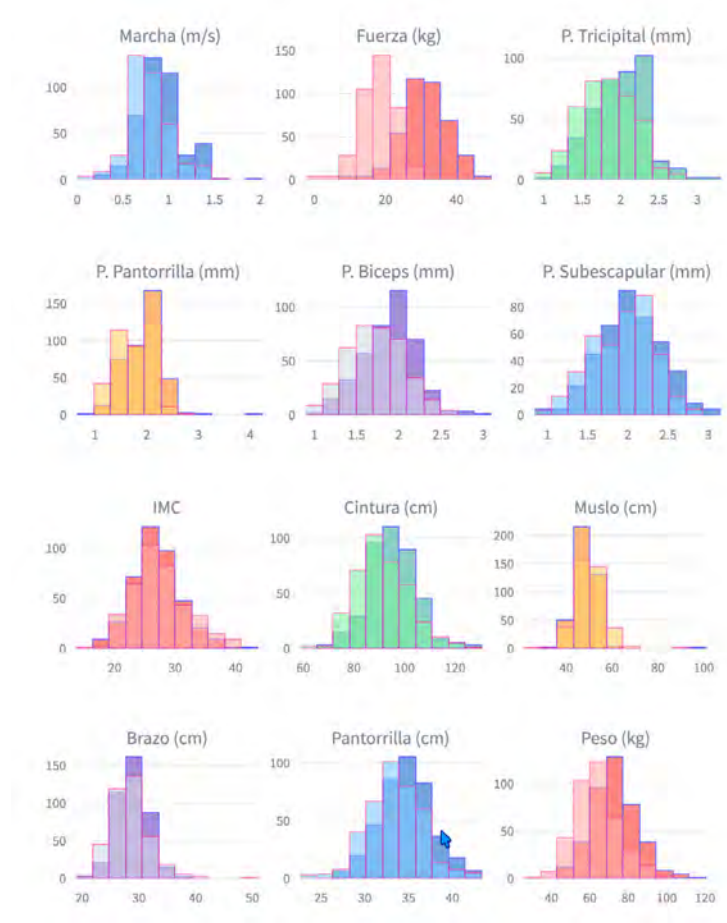 Marcha (m/s)
Fuerza (kg)
P. Tricipital (mm)
100
50
0
0 0.5 1 1.5 2
150
100
50
0
0 20 40
100
50
0
1 1.5 2 2.5 3
P. Pantorrilla (mm)
P. Biceps (mm)
P. Subescapular (mm)
150
100
50
0
1 2 3 4
100
50
0
1 1.5 2 2.5 3
80
60
40
20
0
1 1.5 2 2.5 3
IMC
Cintura (cm)
Muslo (cm)
100
50
0
20 30 40
100
50
0
60 80 100 120
200
150
100
50
0
40 60 80 100
Brazo (cm)
Pantorrilla (cm)
Peso (kg)
150
100
50
0
20 30 40 50
100
50
0
25 30 35 40
100
50
0
40 60 80 100 120